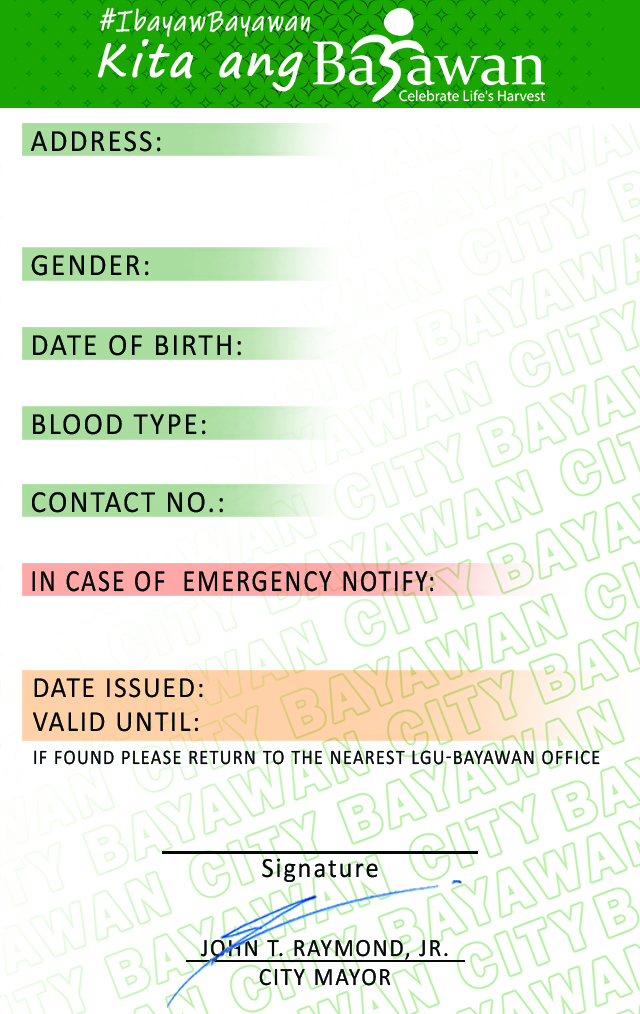 #IbayawBayawan
Kita ang Bayawan
Celebrate Life's Harvest
ADDRESS:
GENDER:
DATE OF BIRTH:
BLOOD TYPE:
CONTACT NO.:
IN CASE OF EMERGENCY NOTIFY:
DATE ISSUED:
VALID UNTIL:
IF FOUND PLEASE RETURN TO THE NEAREST LGU-BAYAWAN OFFICE
Signature
JOHN T. RAYMOND, JR.
CITY MAYOR